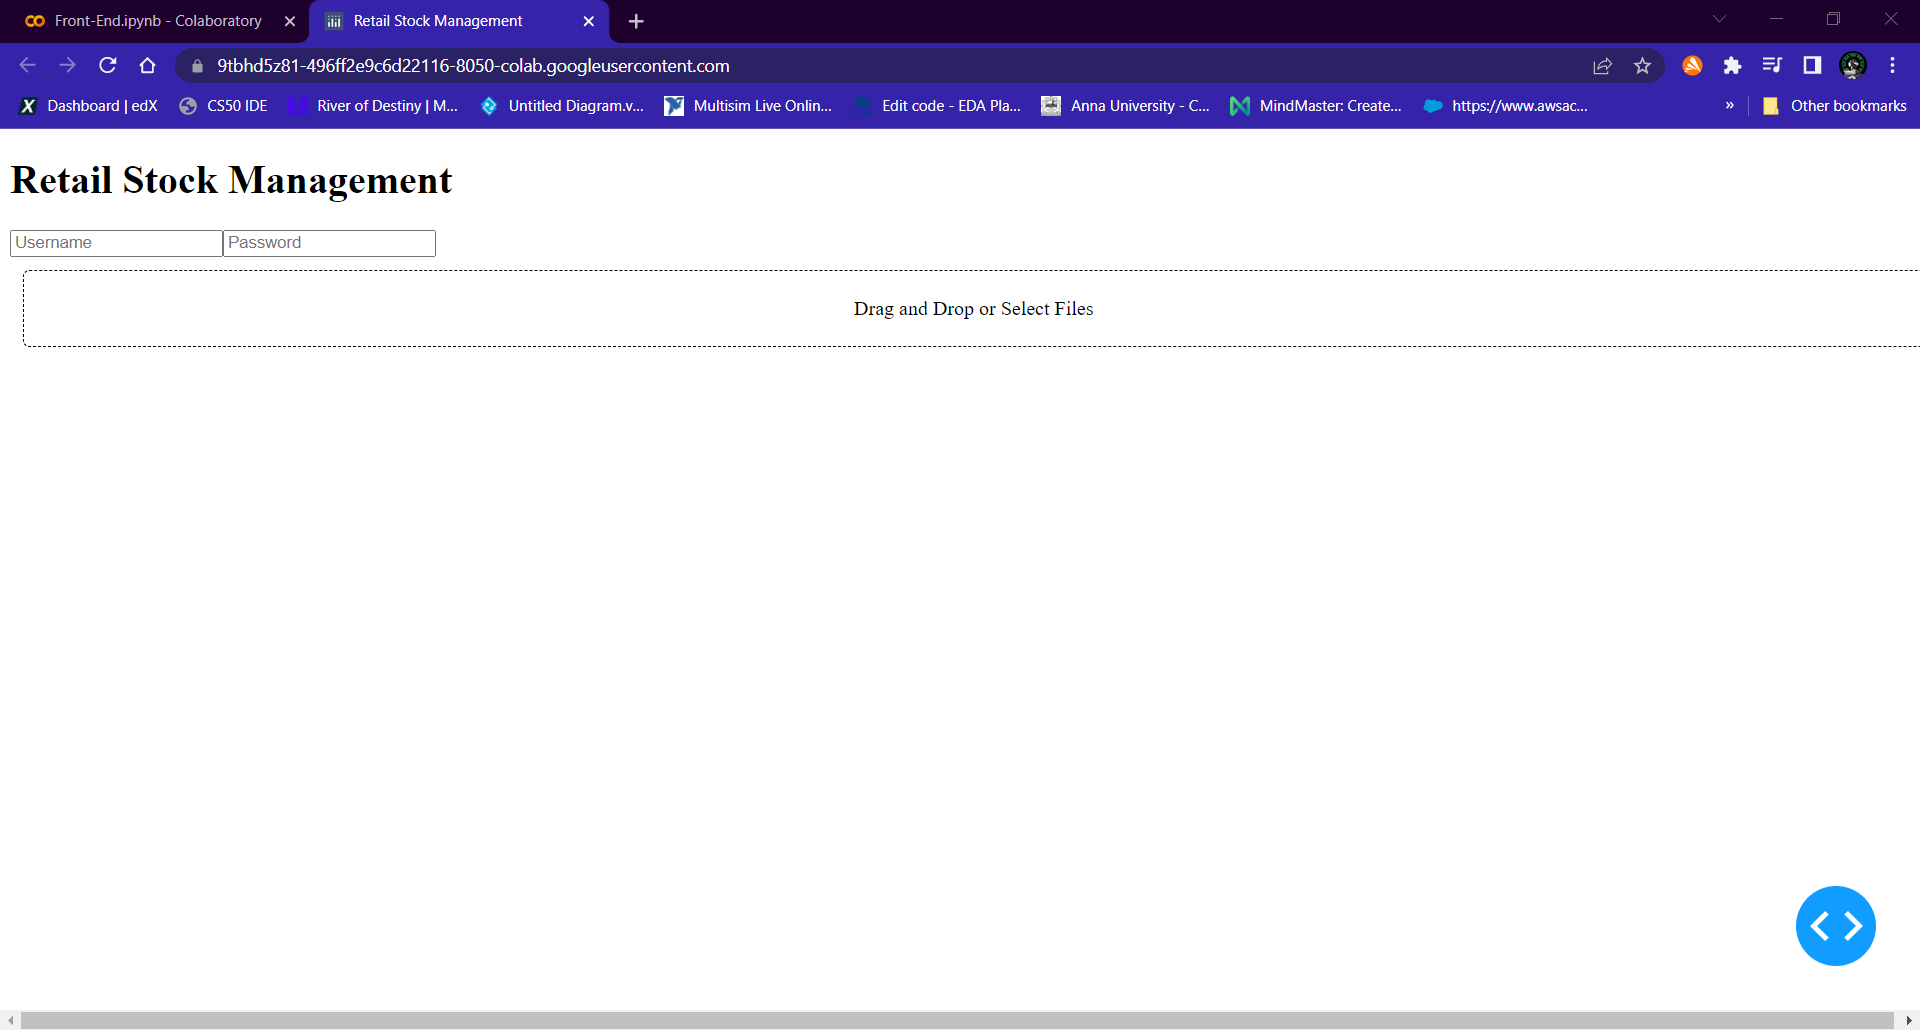 Front-End.ipynb - Colaboratory
Retail Stock Management
9tbhd5z81-496ff2e9c6d22116-8050-colab.googleusercontent.com
Dashboard | edX
CS50 IDE
River of Destiny | M...
Untitled Diagram.v...
Multisim Live Onlin...
Edit code - EDA Pla...
Anna University - C...
MindMaster: Create...
https://www.awsac...
»
Other bookmarks
Retail Stock Management
Username
Password
Drag and Drop or Select Files